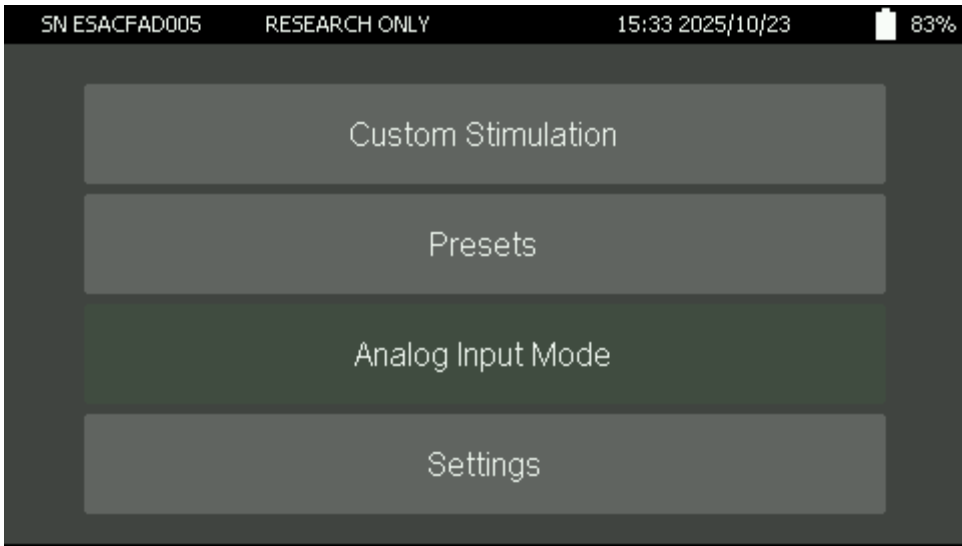 SN ESACFAD005 RESEARCH ONLY 15:33 2025/10/23 83%
Custom Stimulation
Presets
Analog Input Mode
Settings